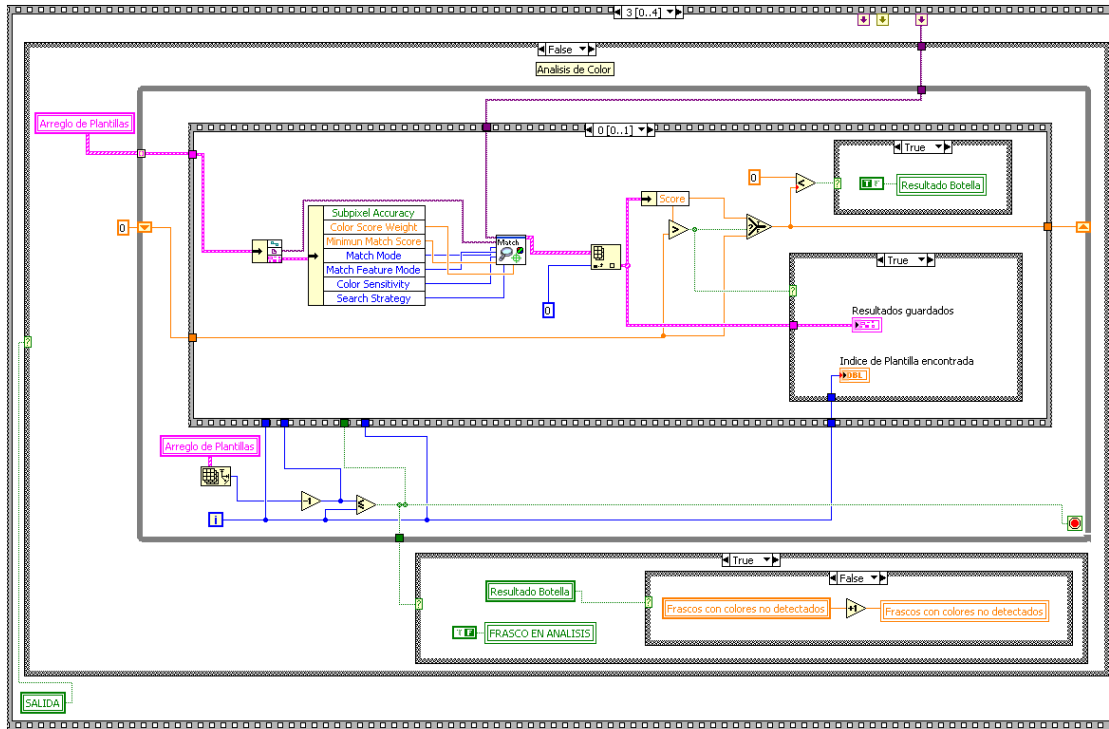 3 [0..4]
False
Analisis de Color
Arreglo de Plantillas
0 [0..1]
True
0
T F
Resultado Botella
Score
Subpixel Accuracy
Color Score Weight
Minimun Match Score
Match Mode
Match Feature Mode
Color Sensitivity
Search Strategy
Match
0
0
True
Resultados guardados
Indice de Plantilla encontrada
DBL
Arreglo de Plantillas
-1
i
True
False
Resultado Botella
Frascos con colores no detectados
+1
Frascos con colores no detectados
T F
FRASCO EN ANALISIS
SALIDA